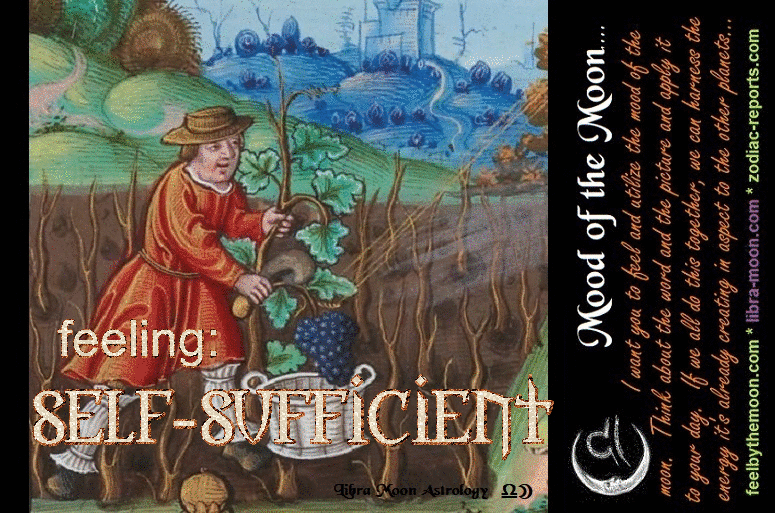 feeling:
SELF-SUFFICIENT
Libra Moon Astrology
Mood of the Moon....
I want you to feel and utilize the mood of the
moon. Think about the word and the picture and apply it
to your day. If we all do this together, we can harness the
energy it's already creating in aspect to the other planets...
feelbythemoon.com * libra-moon.com * zodiac-reports.com